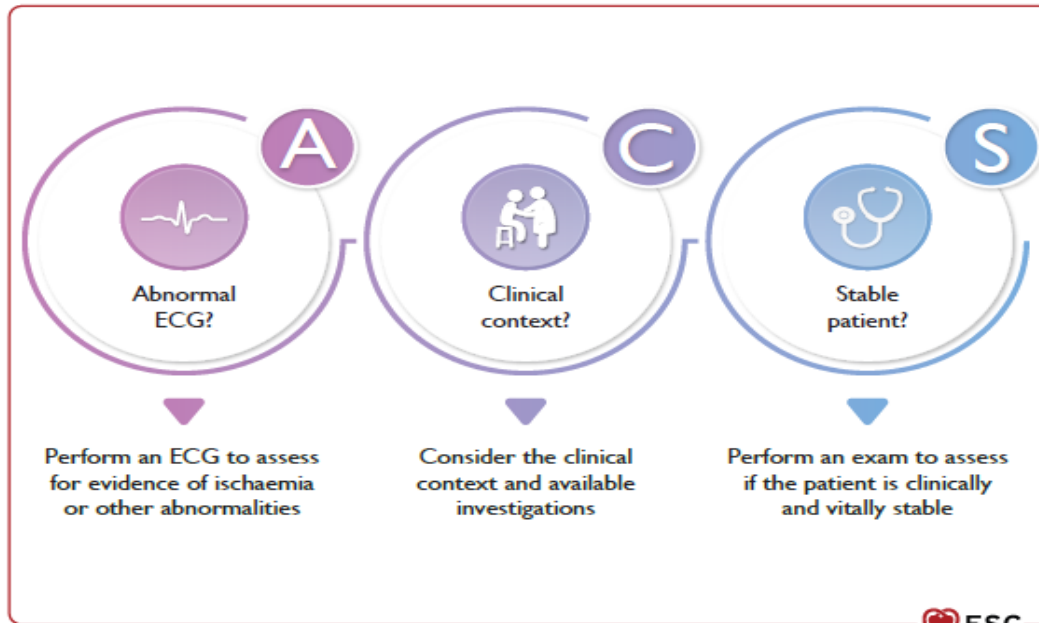 A
C
S
Abnormal
ECG?
Clinical
context?
Stable
patient?
Perform an ECG to assess
for evidence of ischaemia
or other abnormalities
Consider the clinical
context and available
investigations
Perform an exam to assess
if the patient is clinically
and vitally stable
ESC